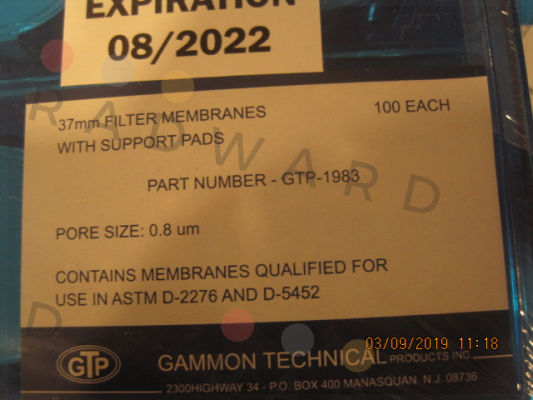 EXPIRATION
08/2022
37mm FILTER MEMBRANES 100 EACH
WITH SUPPORT PADS
RADWARD
PART NUMBER - GTP-1983
PORE SIZE: 0.8 um
CONTAINS MEMBRANES QUALIFIED FOR
USE IN ASTM D-2276 AND D-5452
03/09/2019 11:18
GTP GAMMON TECHNICAL PRODUCTS INC
2300HIGHWAY 34 - P.O. BOX 400 MANASQUAN. N.J. 08736